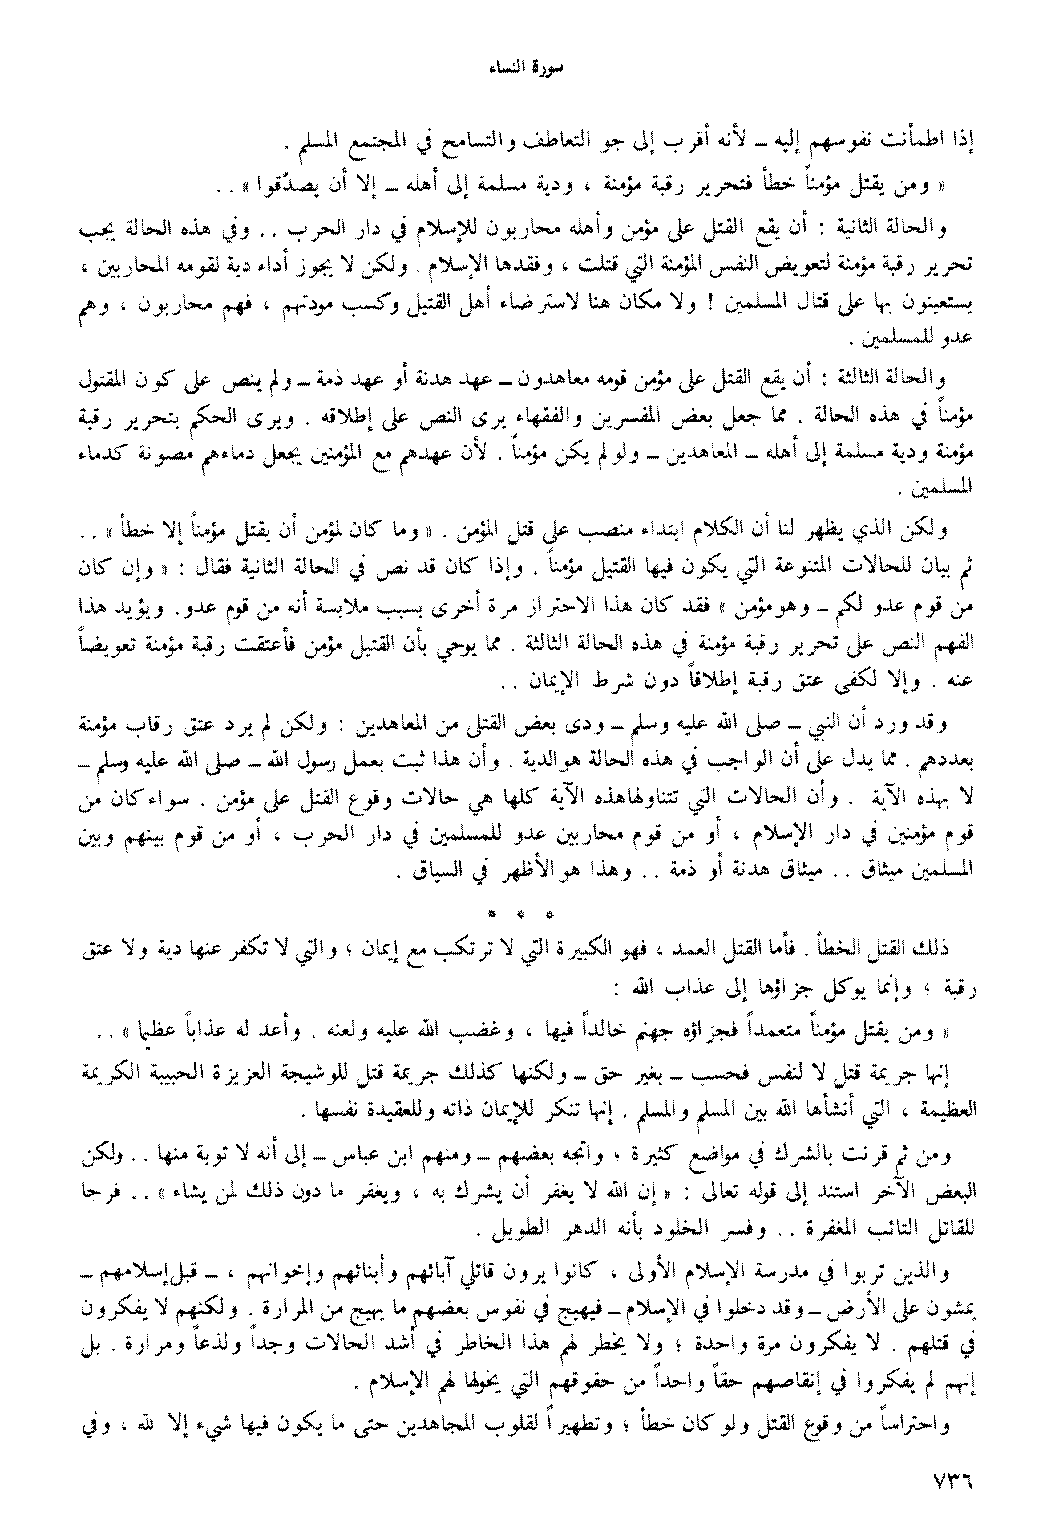 سورة النساء
إذا اطمأنت نفوسهم إليه – لأنه أقرب إلى جو التعاطف والتسامح في المجتمع المسلم .
« ومن يقتل مؤمناً خطأ فتحرير رقبة مؤمنة ، ودية مسلمة إلى أهله – إلا أن يصدّقوا » ..
والحالة الثانية : أن يقع القتل على مؤمن وأهله محاربون للإسلام في دار الحرب .. وفي هذه الحالة يجب
تحرير رقبة مؤمنة لتعويض النفس المؤمنة التي قتلت ، وفقدها الإسلام . ولكن لا يجوز أداء دية لقومه المحاربين ،
يستعينون بها على قتال المسلمين ! ولا مكان هنا لاسترضاء أهل القتيل وكسب مودتهم ، فهم محاربون ، وهم
عدو للمسلمين .
والحالة الثالثة : أن يقع القتل على مؤمن قومه معاهدون – عهد هدنة أو عهد ذمة – ولم ينص على كون المقتول
مؤمناً في هذه الحالة . مما جعل بعض المفسرين والفقهاء يرى النص على إطلاقه . ويرى الحكم بتحرير رقبة
مؤمنة ودية مسلمة إلى أهله – المعاهدين – ولو لم يكن مؤمناً . لأن عهدهم مع المؤمنين يجعل دماءهم مصونة كدماء
المسلمين .
ولكن الذي يظهر لنا أن الكلام ابتداء منصب على قتل المؤمن . « وما كان لمؤمن أن يقتل مؤمناً إلا خطأ » ..
ثم بيان للحالات المتنوعة التي يكون فيها القتيل مؤمناً . وإذا كان قد نص في الحالة الثانية فقال : « وإن كان
من قوم عدو لكم – وهو مؤمن » فقد كان هذا الاحتراز مرة أخرى بسبب ملابسة أنه من قوم عدو. ويؤيد هذا
الفهم النص على تحرير رقبة مؤمنة في هذه الحالة الثالثة . مما يوحي بأن القتيل مؤمن فأعتقت رقبة مؤمنة تعويضاً
عنه . وإلا لكفى عتق رقبة إطلاقاً دون شرط الإيمان ..
وقد ورد أن النبي – صلى الله عليه وسلم – ودى بعض القتلى من المعاهدين : ولكن لم يرد عتق رقاب مؤمنة
بعددهم . مما يدل على أن الواجب في هذه الحالة هو الدية . وأن هذا ثبت بعمل رسول الله – صلى الله عليه وسلم –
لا بهذه الآية . وأن الحالات التي تتناولها هذه الآية كلها هي حالات وقوع القتل على مؤمن . سواء كان من
قوم مؤمنين في دار الإسلام ، أو من قوم محاربين عدو للمسلمين في دار الحرب ، أو من قوم بينهم وبين
المسلمين ميثاق .. ميثاق هدنة أو ذمة .. وهذا هو الأظهر في السياق .
* * *
ذلك القتل الخطأ . فأما القتل العمد ، فهو الكبيرة التي لا ترتكب مع إيمان ؛ والتي لا تكفر عنها دية ولا عتق
رقبة ؛ وإنما يوكل جزاؤها إلى عذاب الله :
« ومن يقتل مؤمناً متعمداً فجزاؤه جهنم خالداً فيها ، وغضب الله عليه ولعنه . وأعد له عذاباً عظيماً » ..
إنها جريمة قتل لا لنفس فحسب – بغير حق – ولكنها كذلك جريمة قتل للوشيجة العزيزة الحبيبة الكريمة
العظيمة ، التي أنشأها الله بين المسلم والمسلم . إنها تنكر للإيمان ذاته وللعقيدة نفسها .
ومن ثم قرنت بالشرك في مواضع كثيرة ؛ واتجه بعضهم – ومنهم ابن عباس – إلى أنه لا توبة منها .. ولكن
البعض الآخر استند إلى قوله تعالى : « إن الله لا يغفر أن يشرك به ، ويغفر ما دون ذلك لمن يشاء » .. فرجا
للقاتل التائب المغفرة .. وفسر الخلود بأنه الدهر الطويل .
والذين تربوا في مدرسة الإسلام الأولى ، كانوا يرون قاتلي آبائهم وأبنائهم وإخوانهم ، – قبل إسلامهم –
يمشون على الأرض – وقد دخلوا في الإسلام – فيهيج في نفوس بعضهم ما يهيج من المرارة . ولكنهم لا يفكرون
في قتلهم . لا يفكرون مرة واحدة ؛ ولا يخطر لهم هذا الخاطر في أشد الحالات وجداً ولذعاً ومرارة . بل
إنهم لم يفكروا في إنقاصهم حقاً واحداً من حقوقهم التي يخولها لهم الإسلام .
واحتراساً من وقوع القتل ولو كان خطأ ؛ وتطهيراً لقلوب المجاهدين حتى ما يكون فيها شيء إلا لله ، وفي
٧٣٦